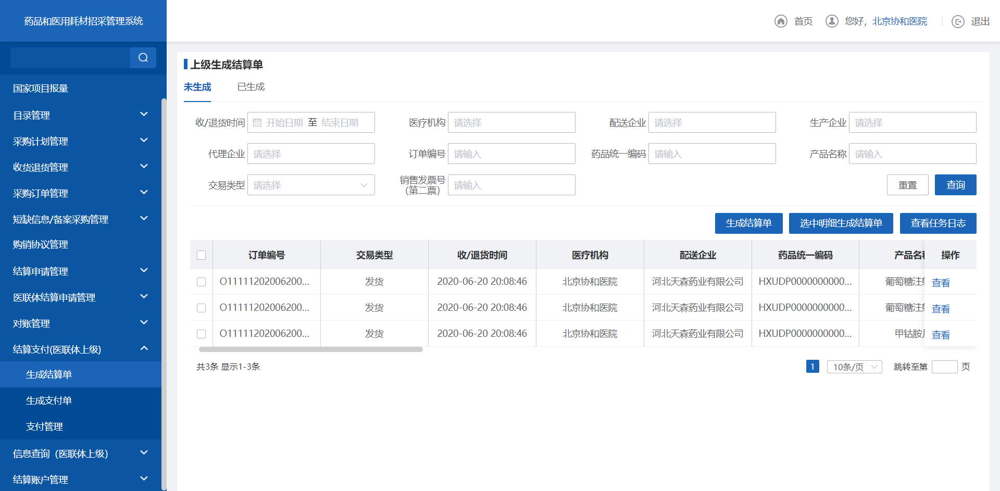 药品和医用耗材招采管理系统
首页
您好，北京协和医院
退出
国家项目报量
目录管理
采购计划管理
收货退货管理
采购订单管理
短缺信息/备案采购管理
购销协议管理
结算申请管理
医联体结算申请管理
对账管理
结算支付(医联体上级)
生成结算单
生成支付单
支付管理
信息查询（医联体上级）
结算账户管理
上级生成结算单
未生成 已生成
收/退货时间 开始日期 至 结束日期 医疗机构 请选择 配送企业 请选择 生产企业 请选择
代理企业 请选择 订单编号 请输入 药品统一编码 请输入 产品名称 请输入
交易类型 请选择 销售发票号 请输入 重置 查询
（第二票）
生成结算单 选中明细生成结算单 查看任务日志
订单编号 交易类型 收/退货时间 医疗机构 配送企业 药品统一编码 产品名称 操作
O11111202006200... 发货 2020-06-20 20:08:46 北京协和医院 河北天森药业有限公司 HXUDP0000000000... 葡萄糖注射 查看
O11111202006200... 发货 2020-06-20 20:08:46 北京协和医院 河北天森药业有限公司 HXUDP0000000000... 葡萄糖注射 查看
O11111202006200... 发货 2020-06-20 20:08:46 北京协和医院 河北天森药业有限公司 HXUDP0000000000... 甲钴胺片 查看
共3条 显示1-3条 1 10条/页 跳转至第 页